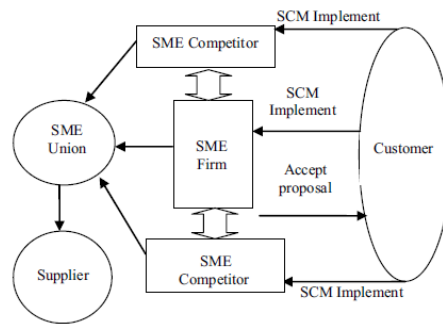 SCM Implement
SME Competitor
SCM
Implement
SME
Union
SME
Firm
Customer
Accept
proposal
Supplier
SME
Competitor
SCM Implement